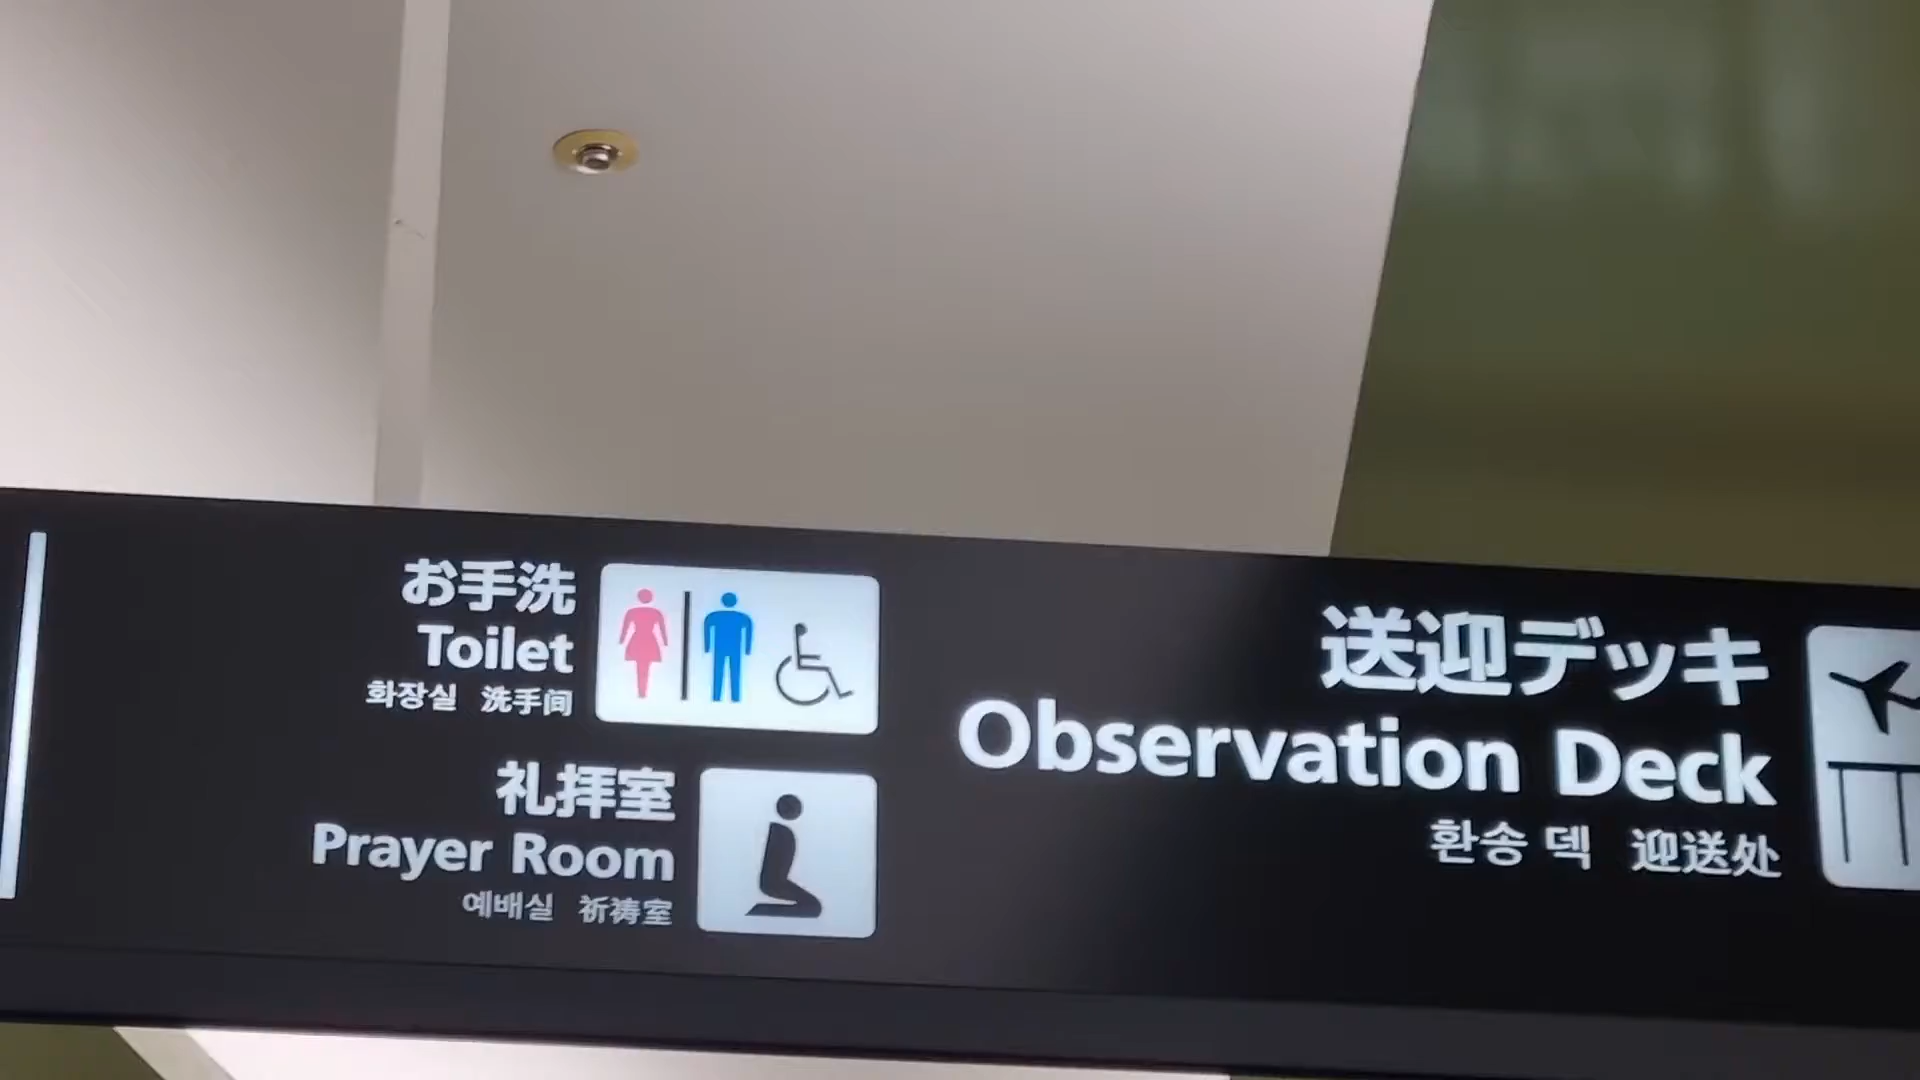 お手洗
Toilet
화장실 洗手间
礼拝室
Prayer Room
예배실 祈祷室
送迎デッキ
Observation Deck
환송 덱 迎送处